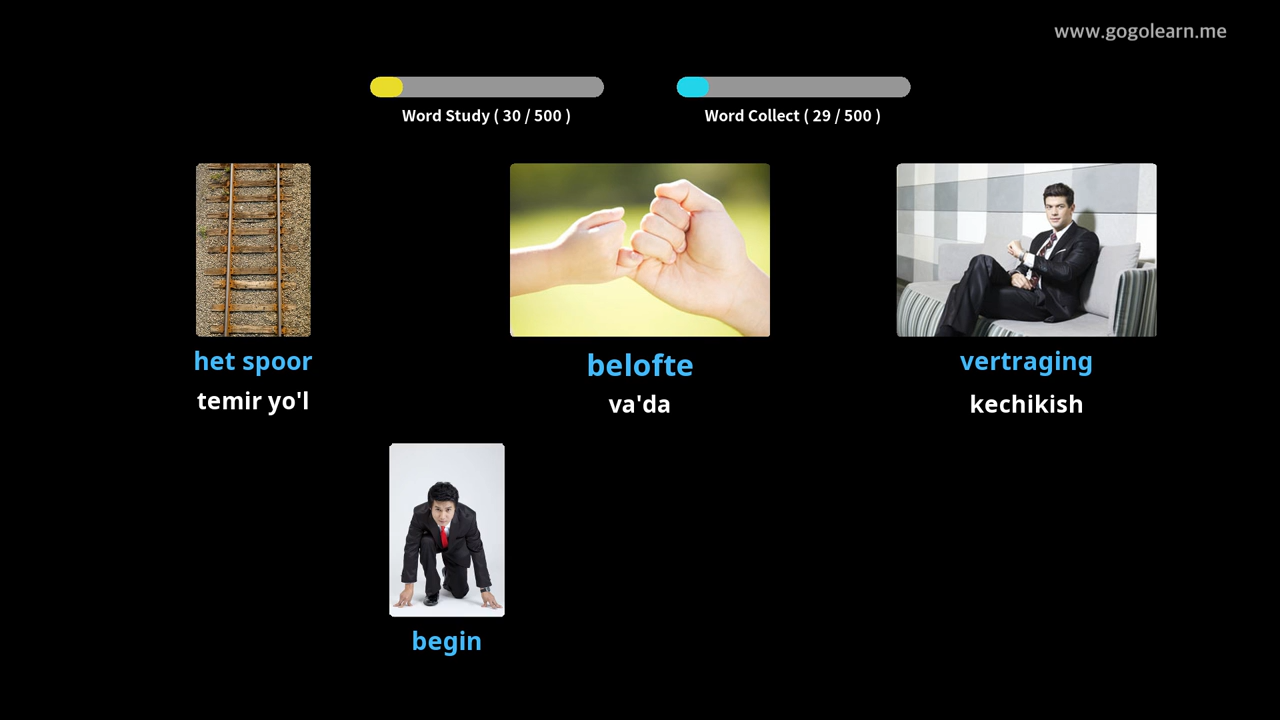 www.gogolearn.me
Word Study ( 30 / 500 )
Word Collect ( 29 / 500 )
het spoor
temir yo'l
belofte
va'da
vertraging
kechikish
begin